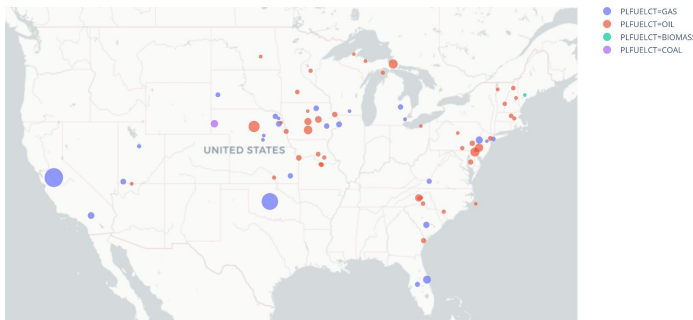 PLFUELCT=GAS
PLFUELCT=OIL
PLFUELCT=BIOMASS
PLFUELCT=COAL
UNITED STATES